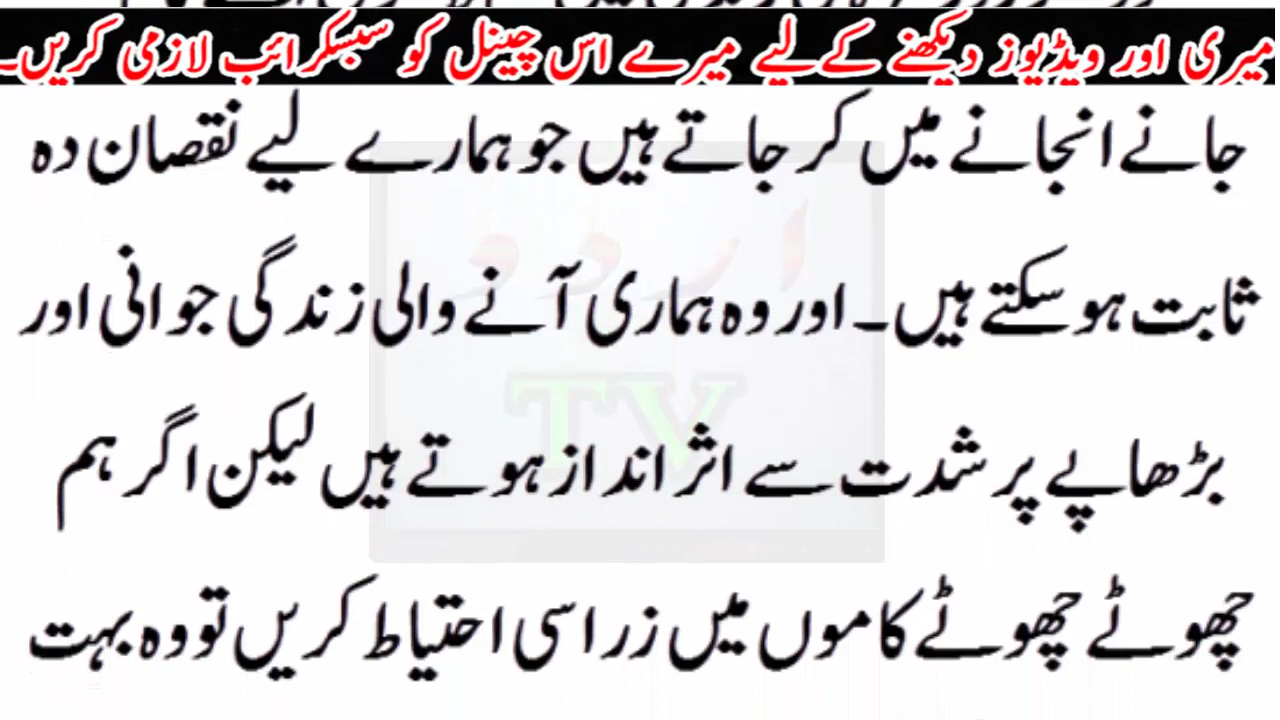 میری اور ویڈیوز دیکھنے کے لیے میرے اس چینل کو سبسکرائب لازمی کریں۔
جانے انجانے میں کر جاتے ہیں جو ہمارے لیے نقصان دہ
ثابت ہو سکتے ہیں۔ اور وہ ہماری آنے والی زندگی جوانی اور
بڑھاپے پر شدت سے اثر انداز ہوتے ہیں لیکن اگر ہم
چھوٹے چھوٹے کاموں میں زرا سی احتیاط کریں تو وہ بہت
اردو
TV